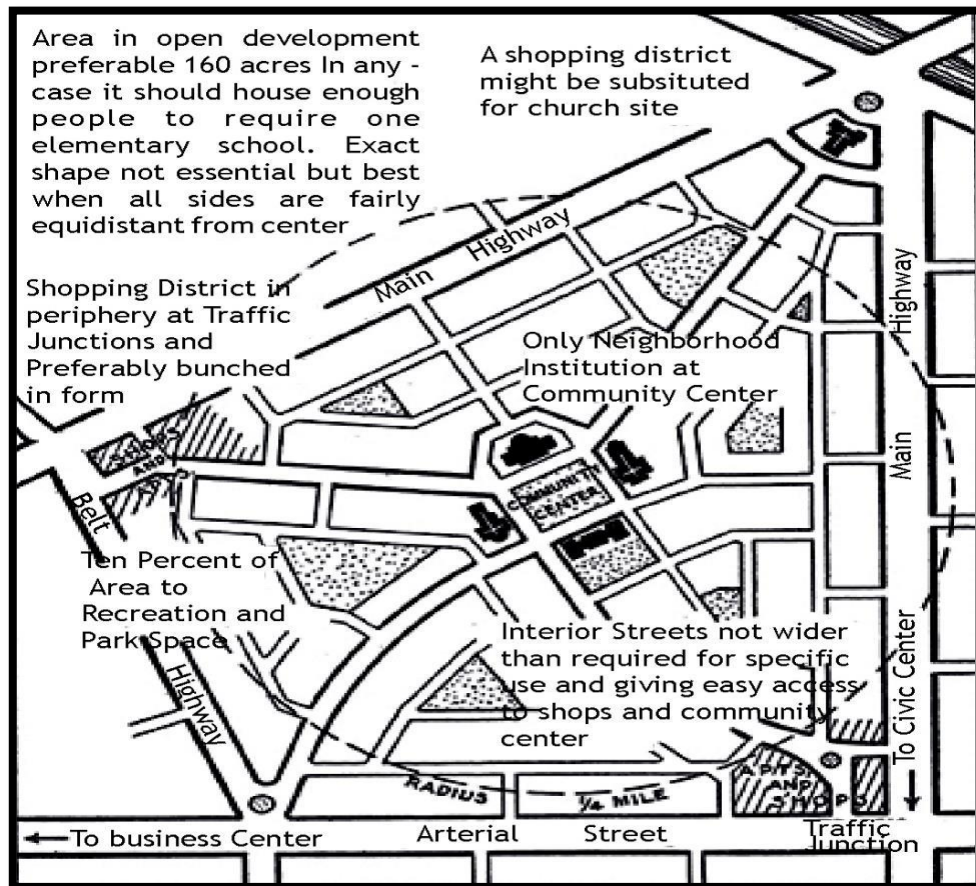 Area in open development
preferable 160 acres In any -
case it should house enough
people to require one
elementary school. Exact
shape not essential but best
when all sides are fairly
equidistant from center
A shopping district
might be subsituted
for church site
Main Highway
Shopping District in
periphery at Traffic
Junctions and
Preferably bunched
in form
Only Neighborhood
Institution at
Community Center
Main Highway
SHOPS
AND
COMMUNITY
CENTER
Belt
Highway
Ten Percent of
Area to
Recreation and
Park Space
Interior Streets not wider
than required for specific
use and giving easy access
to shops and community
center
To Civic Center
APTS.
AND
SHOPS
RADIUS 1/4 MILE
To business Center
Arterial Street
Traffic
Junction